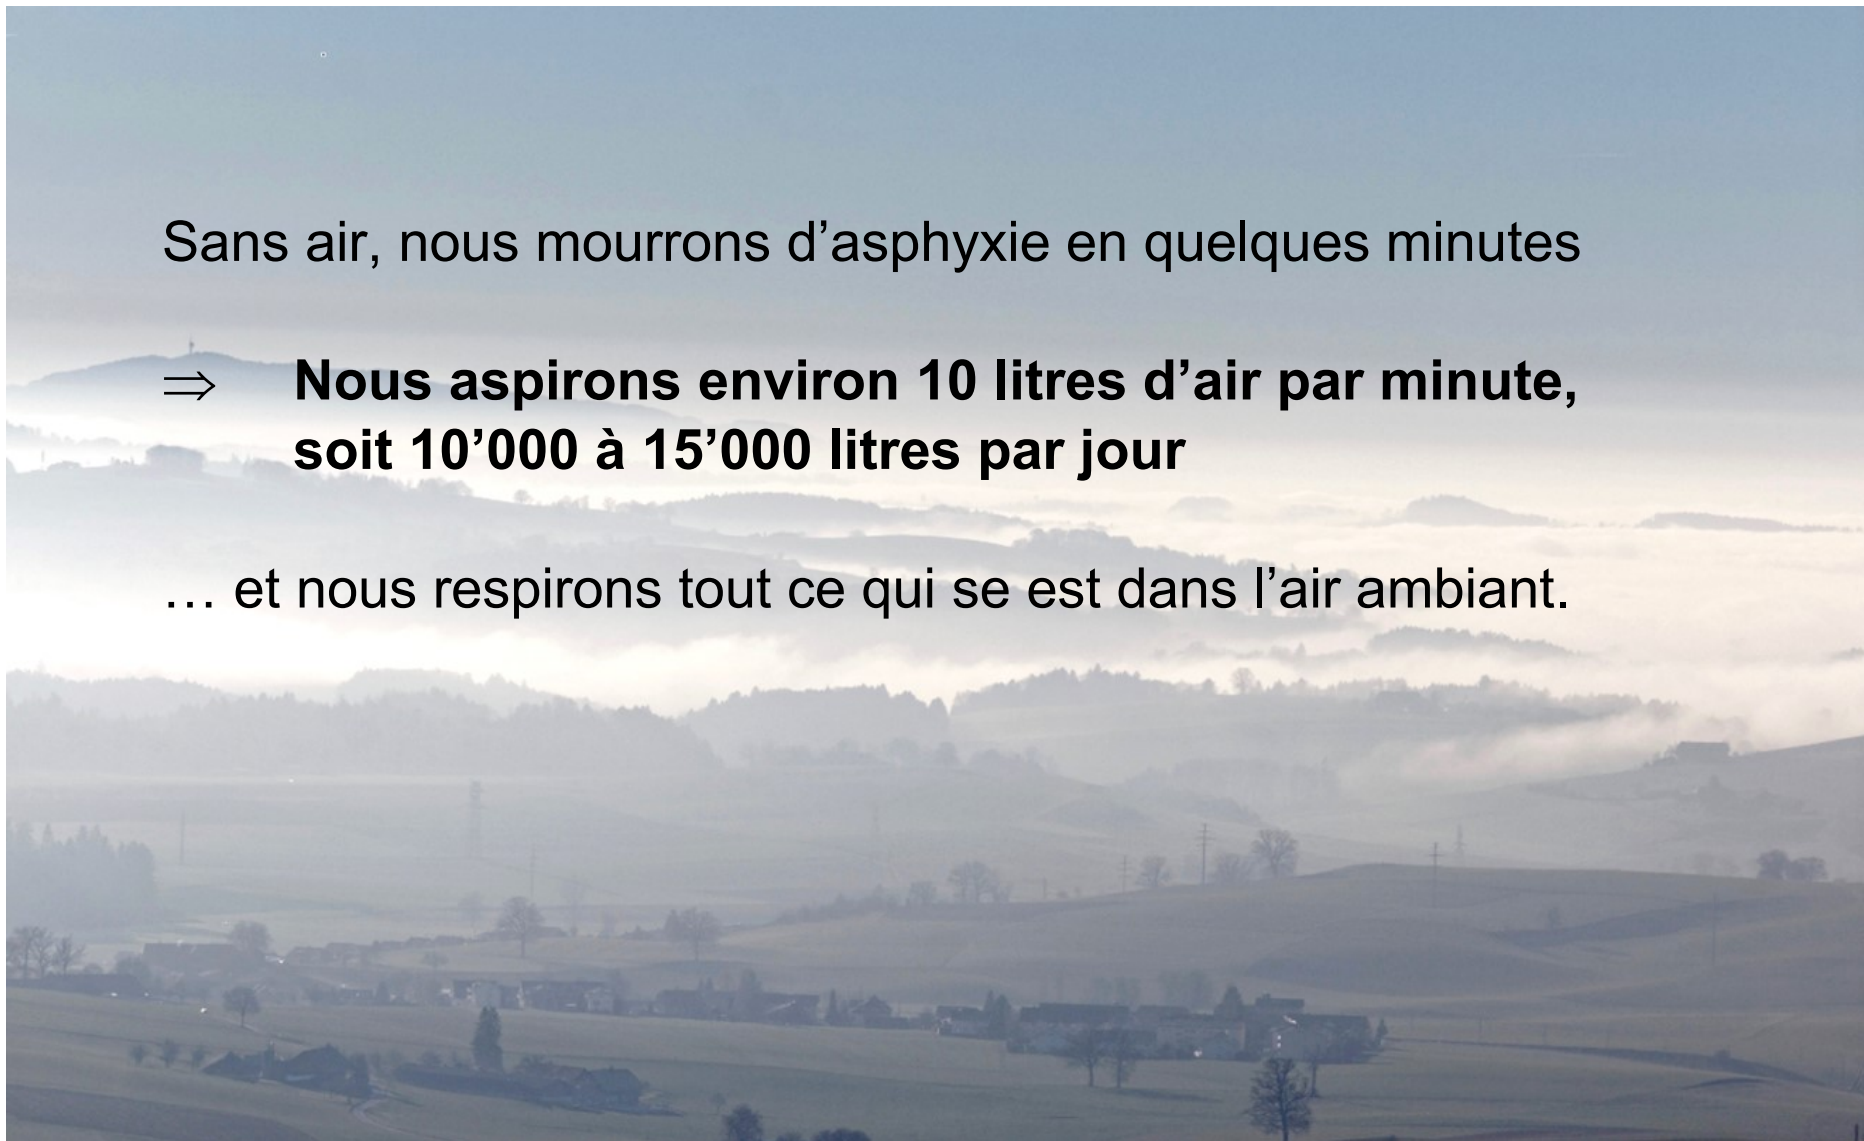 Sans air, nous mourrons d’asphyxie en quelques minutes
⇒ Nous aspirons environ 10 litres d’air par minute,
soit 10’000 à 15’000 litres par jour
… et nous respirons tout ce qui se est dans l’air ambiant.